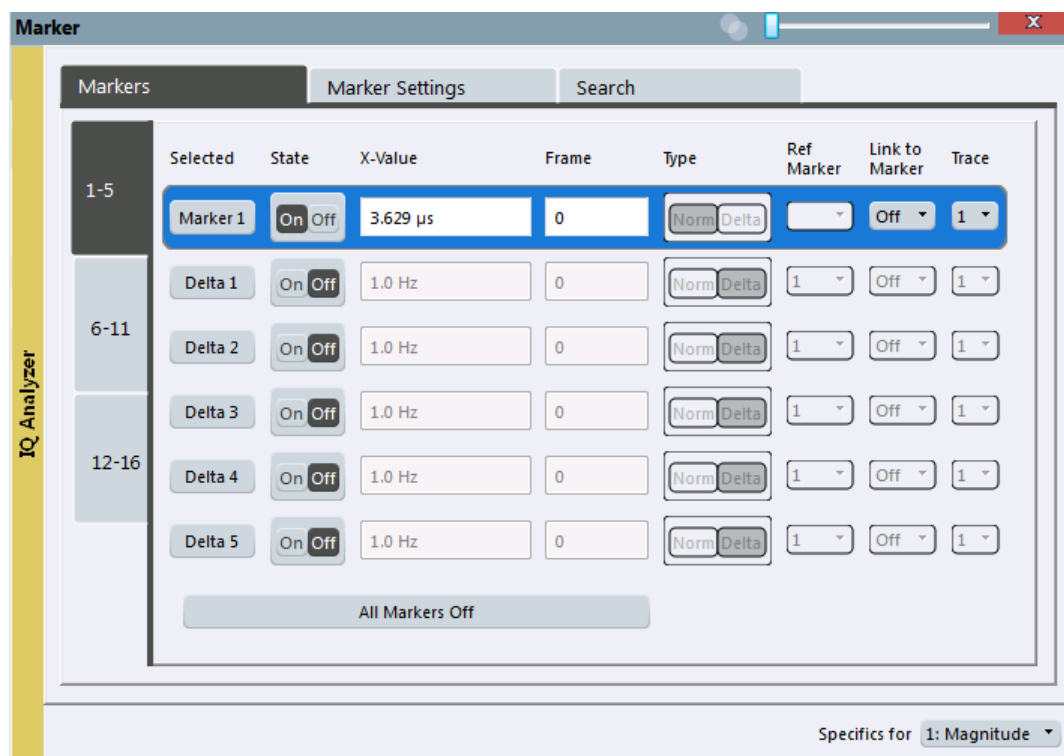 Marker
X
Markers Marker Settings Search
Selected State X-Value Frame Type Ref Marker Link to Marker Trace
1-5
Marker 1 On Off 3.629 µs 0 Norm Delta Off 1
Delta 1 On Off 1.0 Hz 0 Norm Delta 1 Off 1
6-11
Delta 2 On Off 1.0 Hz 0 Norm Delta 1 Off 1
IQ Analyzer
Delta 3 On Off 1.0 Hz 0 Norm Delta 1 Off 1
12-16
Delta 4 On Off 1.0 Hz 0 Norm Delta 1 Off 1
Delta 5 On Off 1.0 Hz 0 Norm Delta 1 Off 1
All Markers Off
Specifics for 1: Magnitude